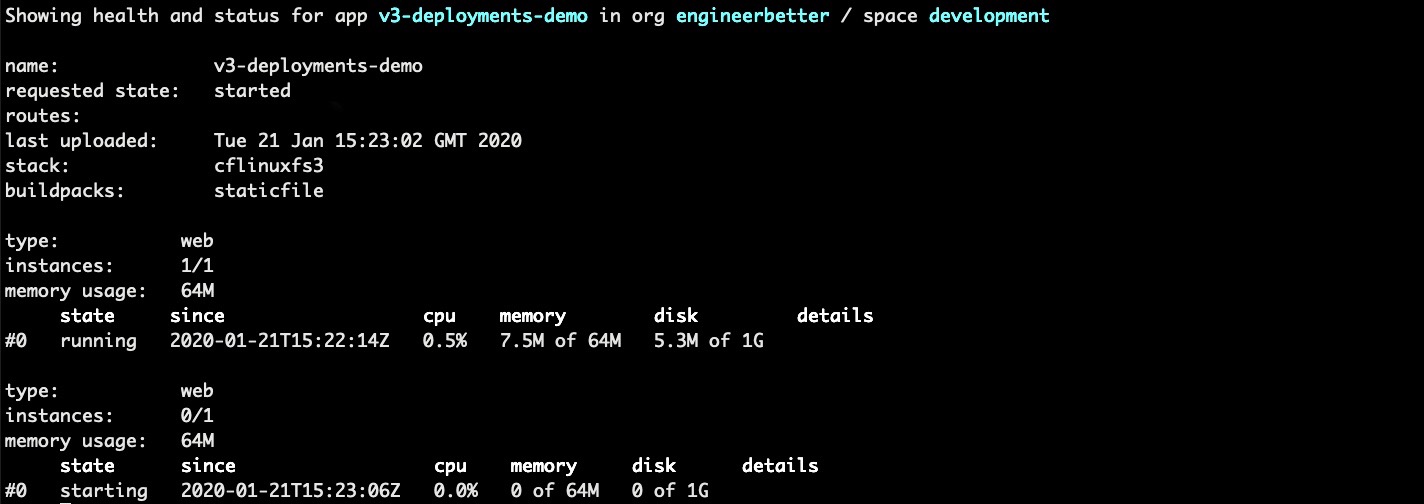 Showing health and status for app v3-deployments-demo in org engineerbetter / space development
name: v3-deployments-demo
requested state: started
routes:
last uploaded: Tue 21 Jan 15:23:02 GMT 2020
stack: cflinuxfs3
buildpacks: staticfile
type: web
instances: 1/1
memory usage: 64M
state since cpu memory disk details
#0 running 2020-01-21T15:22:14Z 0.5% 7.5M of 64M 5.3M of 1G
type: web
instances: 0/1
memory usage: 64M
state since cpu memory disk details
#0 starting 2020-01-21T15:23:06Z 0.0% 0 of 64M 0 of 1G